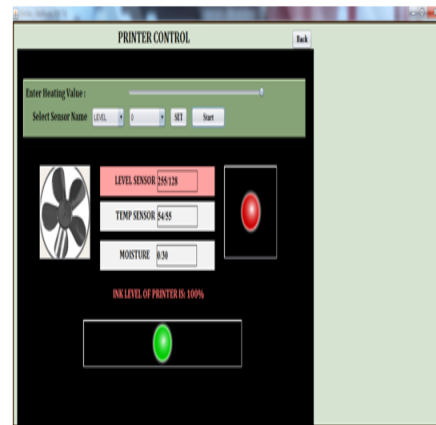 PRINTER CONTROL
Back
Enter Heating Value :
Select Sensor Name LEVEL 0 SET Start
LEVEL SENSOR 255/128
TEMP SENSOR 54/55
MOISTURE 0/30
INK LEVEL OF PRINTER IS: 100%